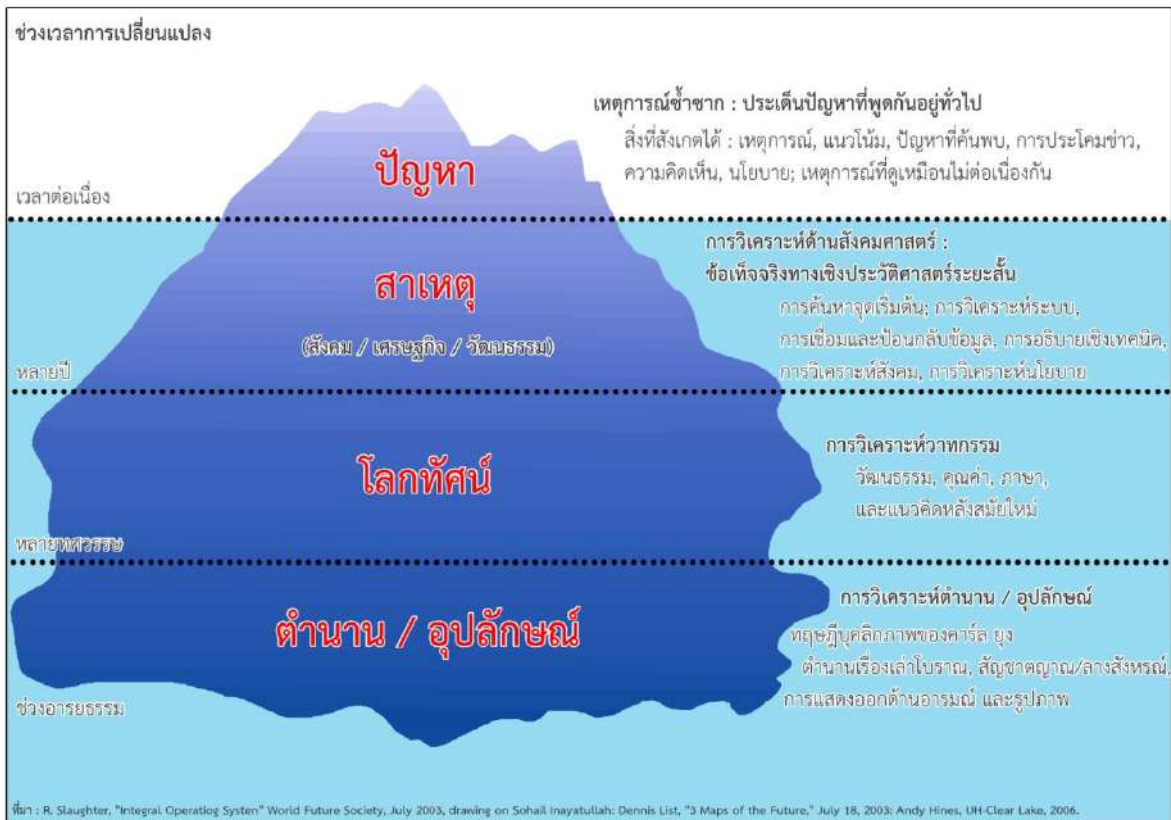 ช่วงเวลาการเปลี่ยนแปลง
เหตุการณ์ซ้ำซาก : ประเด็นปัญหาที่พูดกันอยู่ทั่วไป
สิ่งที่สังเกตได้ : เหตุการณ์, แนวโน้ม, ปัญหาที่ค้นพบ, การประโคมข่าว,
ความคิดเห็น, นโยบาย; เหตุการณ์ที่ดูเหมือนไม่ต่อเนื่องกัน
ปัญหา
เวลาต่อเนื่อง
การวิเคราะห์ด้านสังคมศาสตร์ :
ข้อเท็จจริงทางเชิงประวัติศาสตร์ระยะสั้น
การค้นหาจุดเริ่มต้น; การวิเคราะห์ระบบ,
การเชื่อมและป้อนกลับข้อมูล, การอธิบายเชิงเทคนิค,
การวิเคราะห์สังคม, การวิเคราะห์นโยบาย
สาเหตุ
(สังคม / เศรษฐกิจ / วัฒนธรรม)
หลายปี
การวิเคราะห์วาทกรรม
วัฒนธรรม, คุณค่า, ภาษา,
และแนวคิดหลังสมัยใหม่
โลกทัศน์
หลายทศวรรษ
การวิเคราะห์ตำนาน / อุปลักษณ์
ทฤษฎีบุคลิกภาพของคาร์ล ยุง
ตำนานเรื่องเล่าโบราณ, สัญชาตญาณ/ลางสังหรณ์,
การแสดงออกด้านอารมณ์ และรูปภาพ
ตำนาน / อุปลักษณ์
ช่วงอารยธรรม
ที่มา : R. Slaughter, "Integral Operatiog Systen" World Future Society, July 2003, drawing on Sohail Inayatullah: Dennis List, "3 Maps of the Future," July 18, 2003: Andy Hines, UH-Clear Lake, 2006.